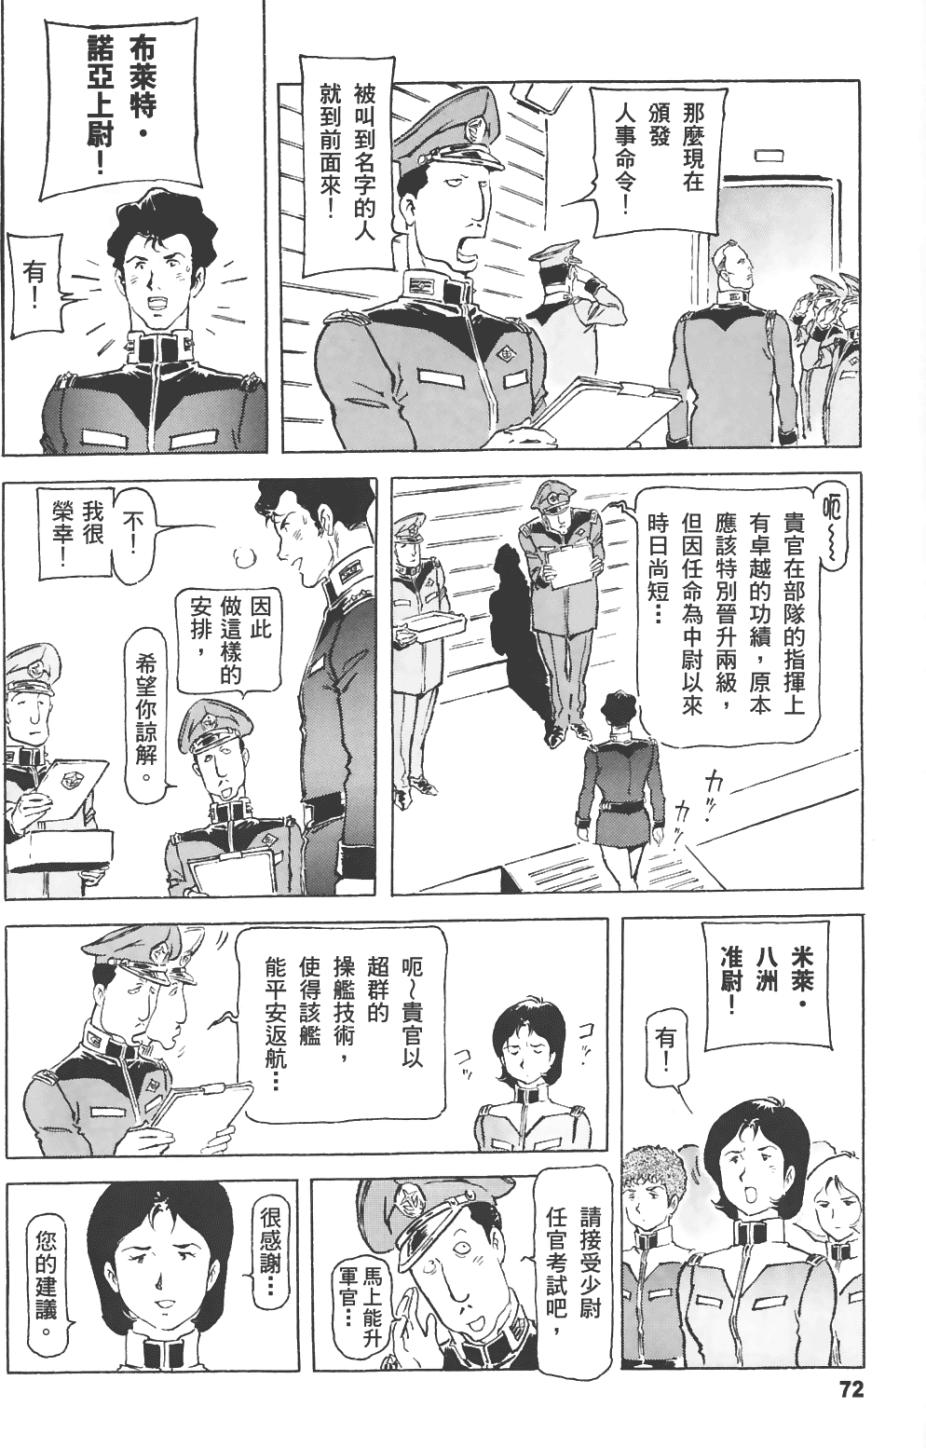 那麼現在
頒發
人事命令！
被叫到名字的人
就到前面來！
布萊特・
諾亞上尉！
有！
呃～
貴官在部隊的指揮上
有卓越的功績，原本
應該特別晉升兩級，
但因任命為中尉以來
時日尚短…
カッ
カッ
因此
做這樣的
安排，
希望你諒解。
不！
我很
榮幸！
米萊・
八洲
准尉！
有！
コッ
コッ
呃～貴官以
超群的
操艦技術，
使得該艦
能平安返航…
請接受少尉
任官考試吧，
馬上能升
軍官…
很感謝…
您的建議。
72